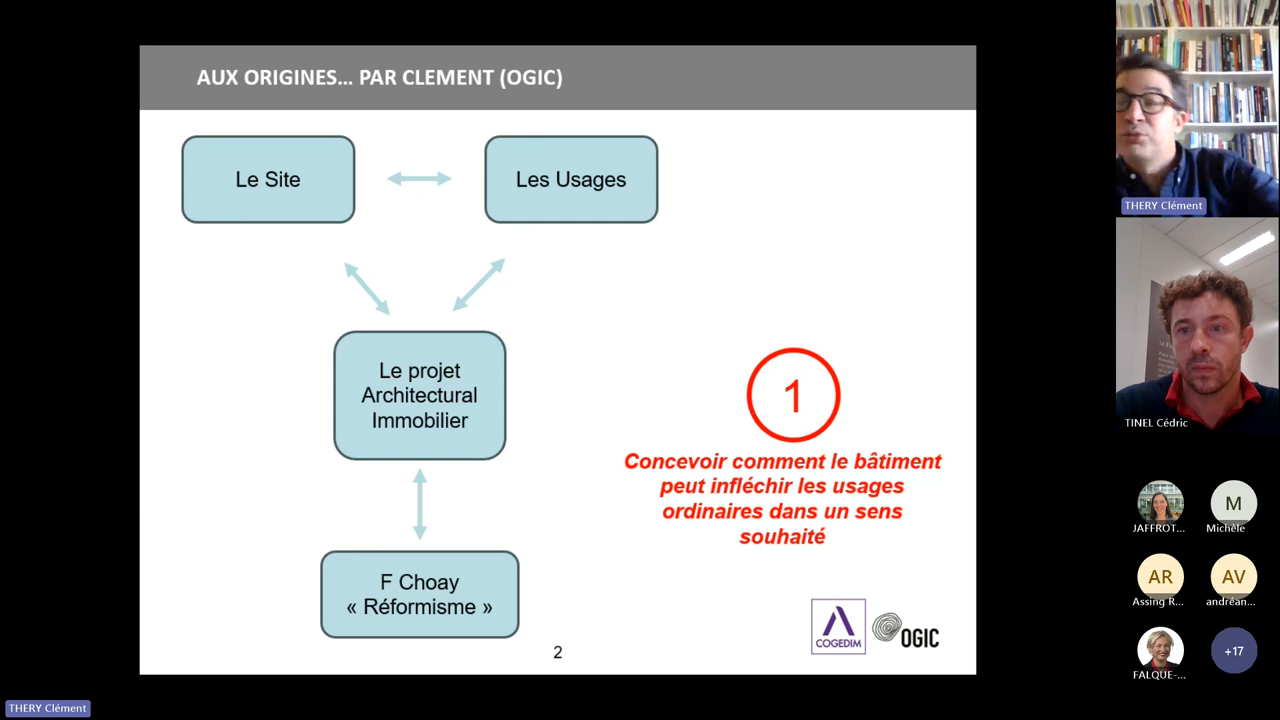 AUX ORIGINES... PAR CLEMENT (OGIC)
Le Site
Les Usages
Le projet
Architectural
Immobilier
1
Concevoir comment le bâtiment
peut infléchir les usages
ordinaires dans un sens
souhaité
F Choay
« Réformisme »
COGEDIM
OGIC
2
THERY Clément
TINEL Cédric
JAFFROT...
M
Michèle
AR
Assing R...
AV
andréan...
FALQUE-...
+17
THERY Clément